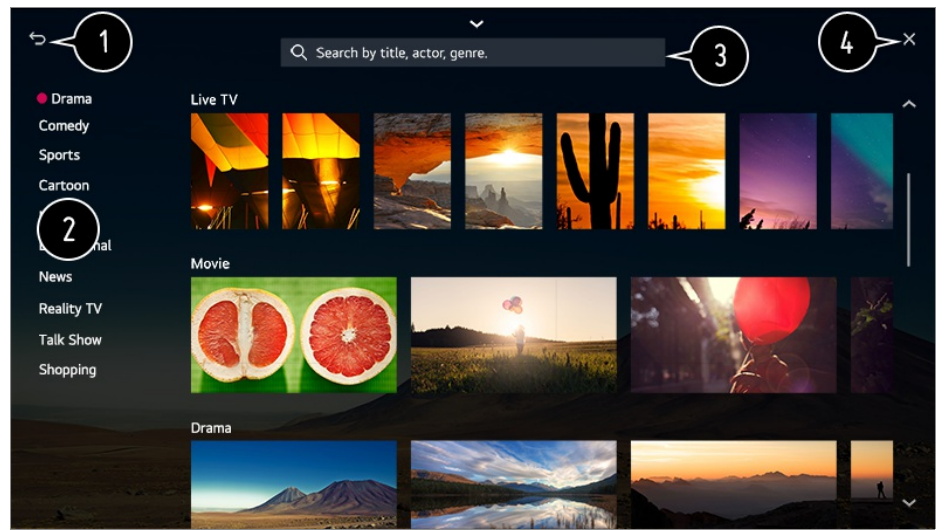 1
Search by title, actor, genre.
3
4
Drama
Comedy
Sports
Cartoon
2
News
Reality TV
Talk Show
Shopping
Live TV
Movie
Drama